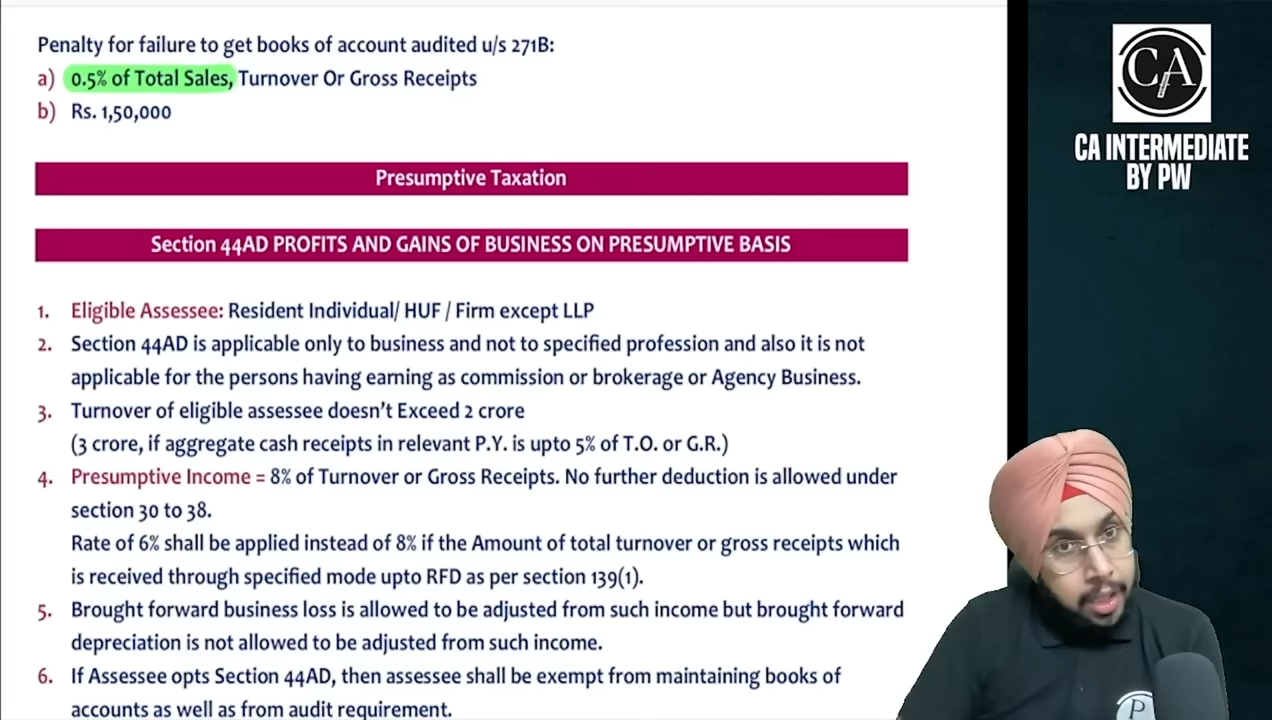 Penalty for failure to get books of account audited u/s 271B:
a) 0.5% of Total Sales, Turnover Or Gross Receipts
b) Rs. 1,50,000
Presumptive Taxation
Section 44AD PROFITS AND GAINS OF BUSINESS ON PRESUMPTIVE BASIS
1. Eligible Assessee: Resident Individual/ HUF / Firm except LLP
2. Section 44AD is applicable only to business and not to specified profession and also it is not
applicable for the persons having earning as commission or brokerage or Agency Business.
3. Turnover of eligible assessee doesn't Exceed 2 crore
(3 crore, if aggregate cash receipts in relevant P.Y. is upto 5% of T.O. or G.R.)
4. Presumptive Income = 8% of Turnover or Gross Receipts. No further deduction is allowed under
section 30 to 38.
Rate of 6% shall be applied instead of 8% if the Amount of total turnover or gross receipts which
is received through specified mode upto RFD as per section 139(1).
5. Brought forward business loss is allowed to be adjusted from such income but brought forward
depreciation is not allowed to be adjusted from such income.
6. If Assessee opts Section 44AD, then assessee shall be exempt from maintaining books of
accounts as well as from audit requirement.
CA
CA INTERMEDIATE
BY PW
P